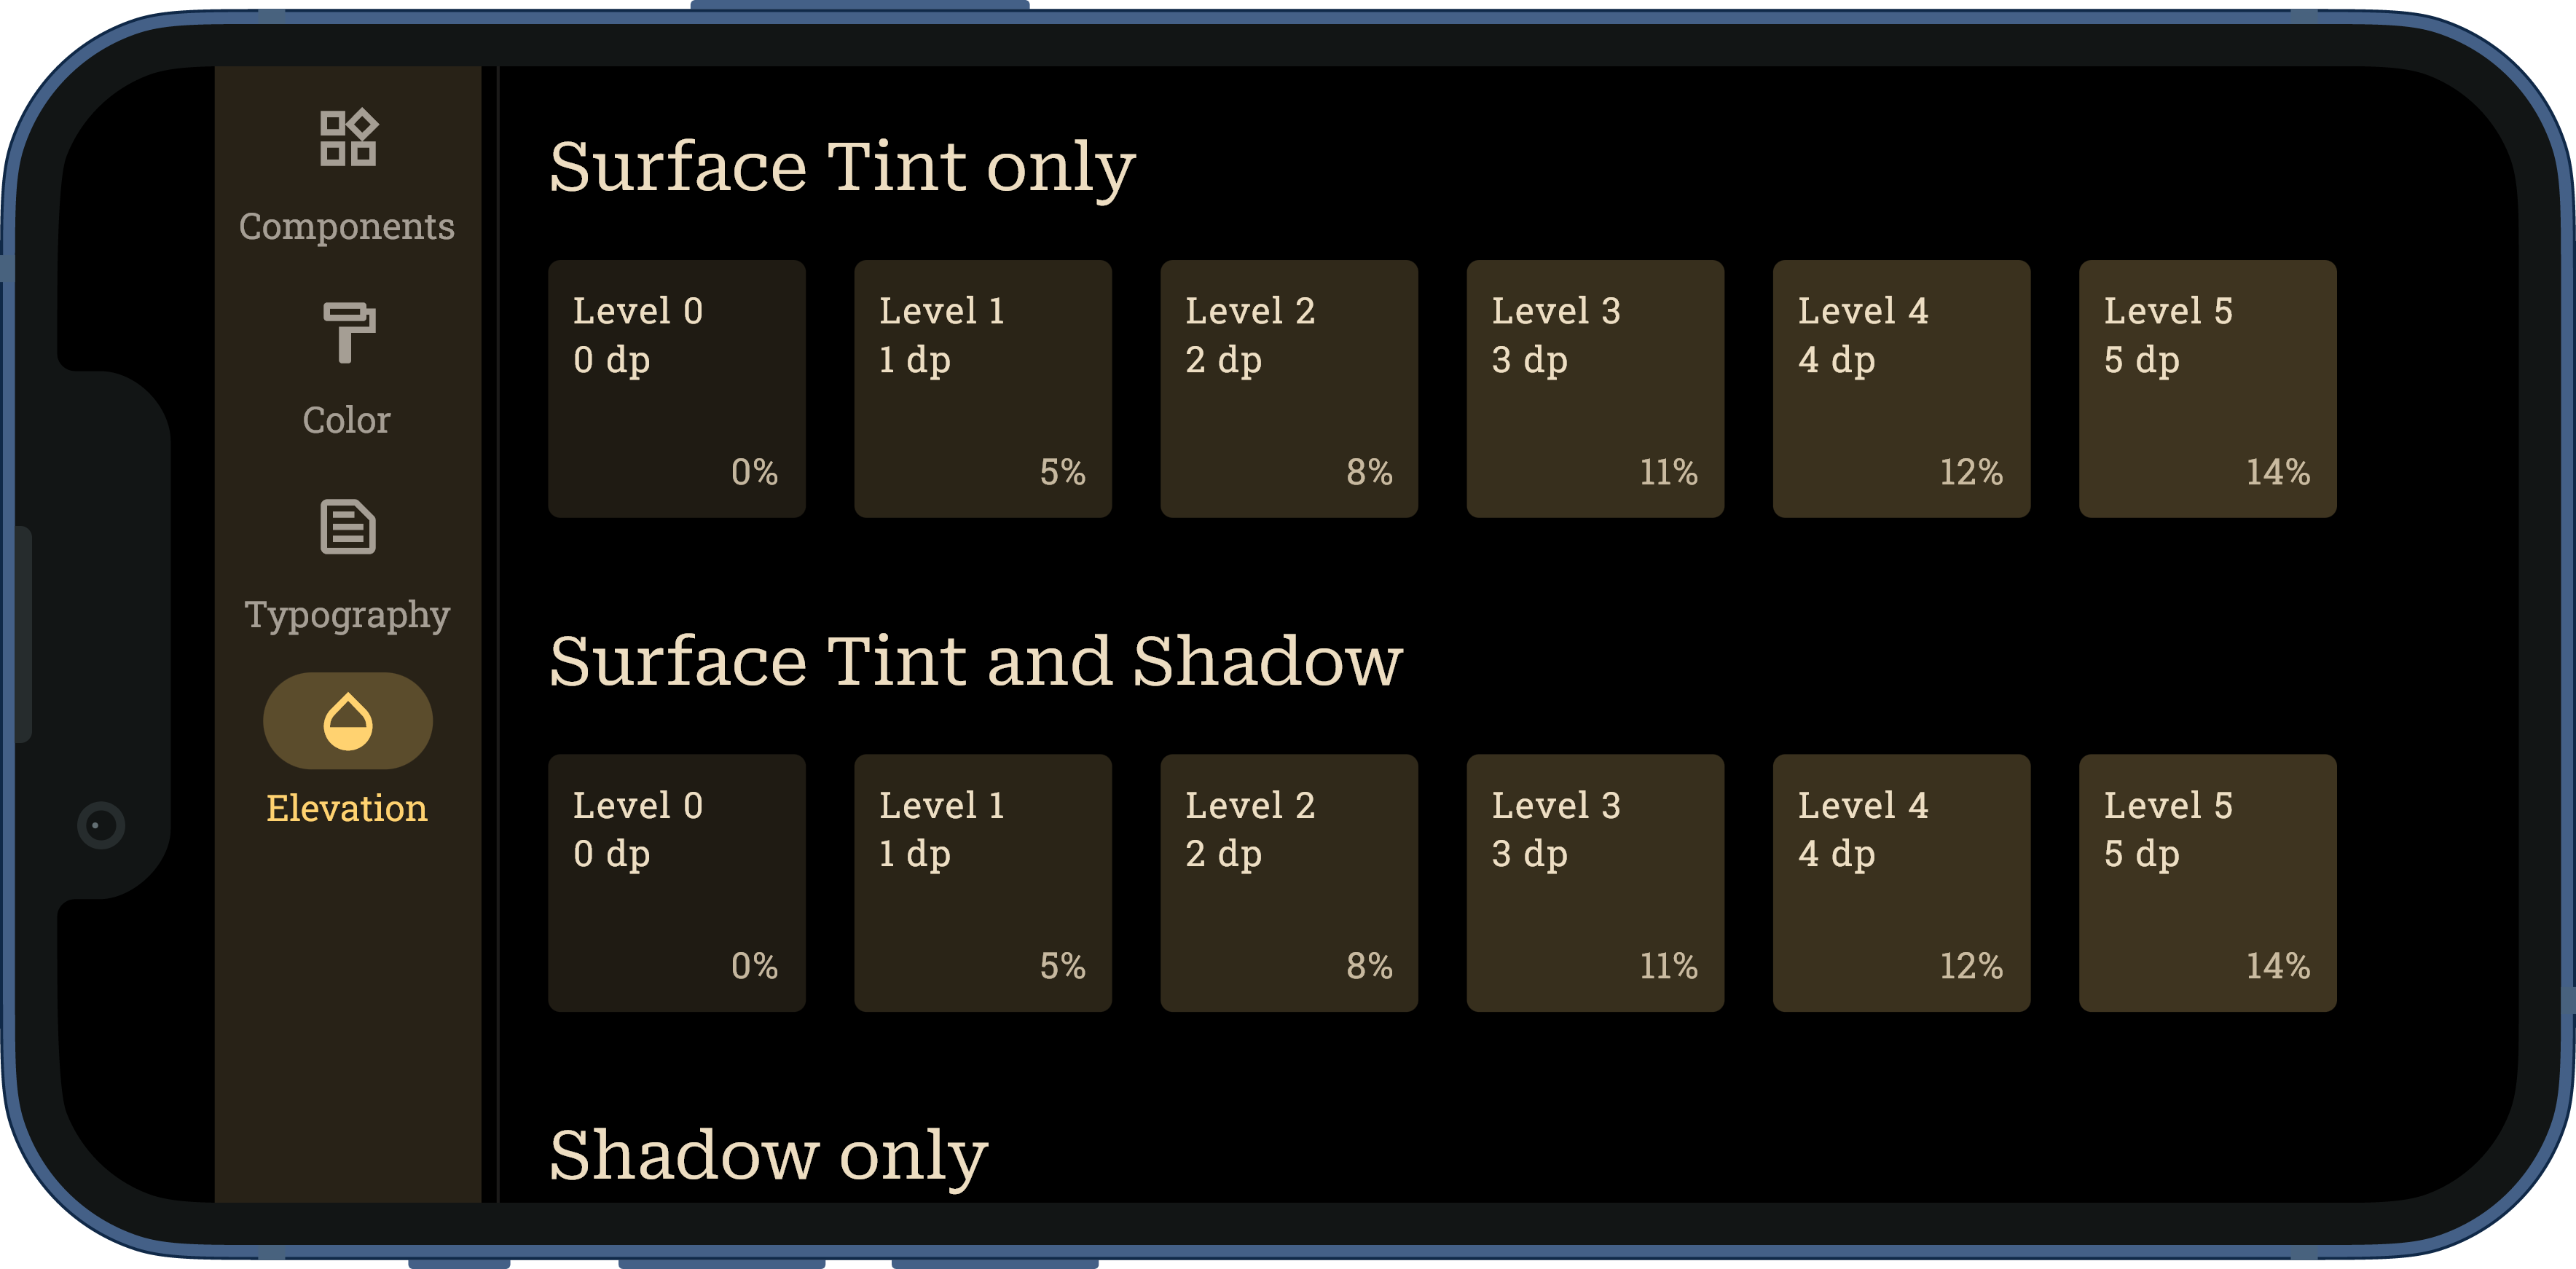 Components
Color
Typography
Elevation
Surface Tint only
Level 0
0 dp
0%
Level 1
1 dp
5%
Level 2
2 dp
8%
Level 3
3 dp
11%
Level 4
4 dp
12%
Level 5
5 dp
14%
Surface Tint and Shadow
Level 0
0 dp
0%
Level 1
1 dp
5%
Level 2
2 dp
8%
Level 3
3 dp
11%
Level 4
4 dp
12%
Level 5
5 dp
14%
Shadow only